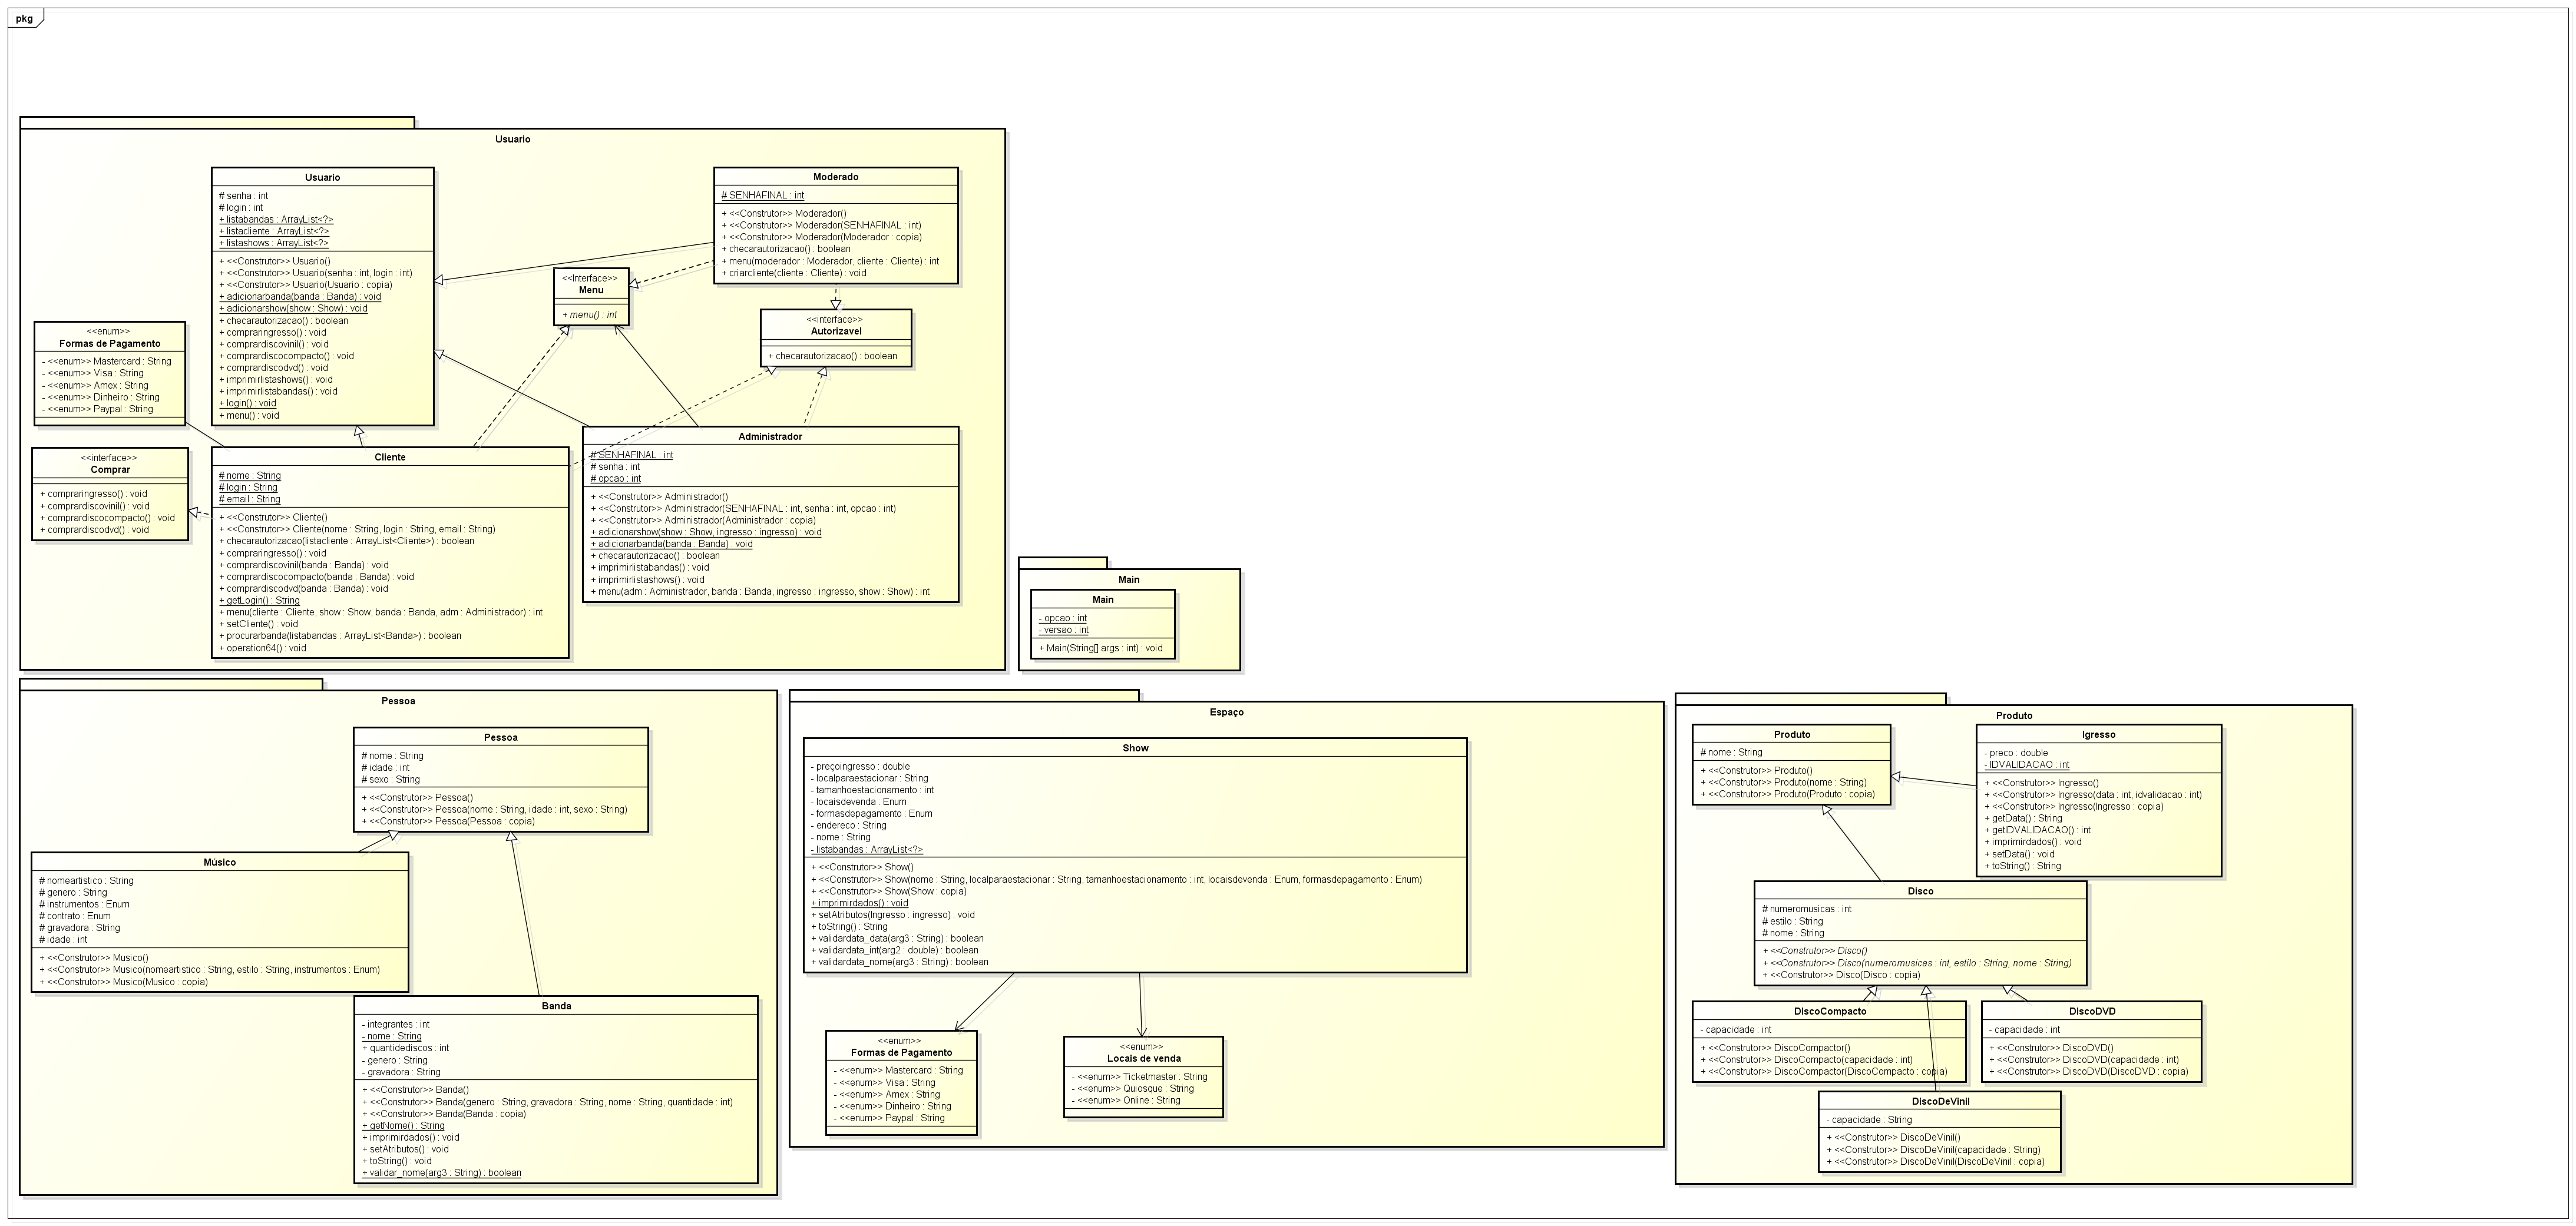 pkg
Usuario
Usuario
# senha : int
# login : int
+ listabandas : ArrayList<?>
+ listacliente : ArrayList<?>
+ listashows : ArrayList<?>
+ <<Construtor>> Usuario()
+ <<Construtor>> Usuario(senha : int, login : int)
+ <<Construtor>> Usuario(Usuario : copia)
+ adicionarbanda(banda : Banda) : void
+ adicionarshow(show : Show) : void
+ checarautorizacao() : boolean
+ compraringresso() : void
+ comprardiscovinil() : void
+ comprardiscocompacto() : void
+ comprardiscodvd() : void
+ imprimirlistashows() : void
+ imprimirlistabandas() : void
+ login() : void
+ menu() : void
Moderado
# SENHAFINAL : int
+ <<Construtor>> Moderador()
+ <<Construtor>> Moderador(SENHAFINAL : int)
+ <<Construtor>> Moderador(Moderador : copia)
+ checarautorizacao() : boolean
+ menu(moderador : Moderador, cliente : Cliente) : int
+ criarcliente(cliente : Cliente) : void
<<Interface>>
Menu
+ menu() : int
<<interface>>
Autorizavel
+ checarautorizacao() : boolean
<<enum>>
Formas de Pagamento
- <<enum>> Mastercard : String
- <<enum>> Visa : String
- <<enum>> Amex : String
- <<enum>> Dinheiro : String
- <<enum>> Paypal : String
<<interface>>
Comprar
+ compraringresso() : void
+ comprardiscovinil() : void
+ comprardiscocompacto() : void
+ comprardiscodvd() : void
Cliente
# nome : String
# login : String
# email : String
+ <<Construtor>> Cliente()
+ <<Construtor>> Cliente(nome : String, login : String, email : String)
+ checarautorizacao(listacliente : ArrayList<Cliente>) : boolean
+ compraringresso() : void
+ comprardiscovinil(banda : Banda) : void
+ comprardiscocompacto(banda : Banda) : void
+ comprardiscodvd(banda : Banda) : void
+ getLogin() : String
+ menu(cliente : Cliente, show : Show, banda : Banda, adm : Administrador) : int
+ setCliente() : void
+ procurarbanda(listabandas : ArrayList<Banda>) : boolean
+ operation64() : void
Administrador
# SENHAFINAL : int
# senha : int
# opcao : int
+ <<Construtor>> Administrador()
+ <<Construtor>> Administrador(SENHAFINAL : int, senha : int, opcao : int)
+ <<Construtor>> Administrador(Administrador : copia)
+ adicionarshow(show : Show, ingresso : ingresso) : void
+ adicionarbanda(banda : Banda) : void
+ checarautorizacao() : boolean
+ imprimirlistabandas() : void
+ imprimirlistashows() : void
+ menu(adm : Administrador, banda : Banda, ingresso : ingresso, show : Show) : int
Main
Main
- opcao : int
- versao : int
+ Main(String[] args : int) : void
Pessoa
Pessoa
# nome : String
# idade : int
# sexo : String
+ <<Construtor>> Pessoa()
+ <<Construtor>> Pessoa(nome : String, idade : int, sexo : String)
+ <<Construtor>> Pessoa(Pessoa : copia)
Músico
# nomeartistico : String
# genero : String
# instrumentos : Enum
# contrato : Enum
# gravadora : String
# idade : int
+ <<Construtor>> Musico()
+ <<Construtor>> Musico(nomeartistico : String, estilo : String, instrumentos : Enum)
+ <<Construtor>> Musico(Musico : copia)
Banda
- integrantes : int
- nome : String
+ quantidediscos : int
- genero : String
- gravadora : String
+ <<Construtor>> Banda()
+ <<Construtor>> Banda(genero : String, gravadora : String, nome : String, quantidade : int)
+ <<Construtor>> Banda(Banda : copia)
+ getNome() : String
+ imprimirdados() : void
+ setAtributos() : void
+ toString() : void
+ validar_nome(arg3 : String) : boolean
Espaço
Show
- preçoingresso : double
- localparaestacionar : String
- tamanhoestacionamento : int
- locaisdevenda : Enum
- formasdepagamento : Enum
- endereco : String
- nome : String
- listabandas : ArrayList<?>
+ <<Construtor>> Show()
+ <<Construtor>> Show(nome : String, localparaestacionar : String, tamanhoestacionamento : int, locaisdevenda : Enum, formasdepagamento : Enum)
+ <<Construtor>> Show(Show : copia)
+ imprimirdados() : void
+ setAtributos(Ingresso : ingresso) : void
+ toString() : String
+ validardata_data(arg3 : String) : boolean
+ validardata_int(arg2 : double) : boolean
+ validardata_nome(arg3 : String) : boolean
<<enum>>
Formas de Pagamento
- <<enum>> Mastercard : String
- <<enum>> Visa : String
- <<enum>> Amex : String
- <<enum>> Dinheiro : String
- <<enum>> Paypal : String
<<enum>>
Locais de venda
- <<enum>> Ticketmaster : String
- <<enum>> Quiosque : String
- <<enum>> Online : String
Produto
Produto
# nome : String
+ <<Construtor>> Produto()
+ <<Construtor>> Produto(nome : String)
+ <<Construtor>> Produto(Produto : copia)
Igresso
- preco : double
- IDVALIDACAO : int
+ <<Construtor>> Ingresso()
+ <<Construtor>> Ingresso(data : int, idvalidacao : int)
+ <<Construtor>> Ingresso(Ingresso : copia)
+ getData() : String
+ getIDVALIDACAO() : int
+ imprimirdados() : void
+ setData() : void
+ toString() : String
Disco
# numeromusicas : int
# estilo : String
# nome : String
+ <<Construtor>> Disco()
+ <<Construtor>> Disco(numeromusicas : int, estilo : String, nome : String)
+ <<Construtor>> Disco(Disco : copia)
DiscoCompacto
- capacidade : int
+ <<Construtor>> DiscoCompactor()
+ <<Construtor>> DiscoCompacto(capacidade : int)
+ <<Construtor>> DiscoCompactor(DiscoCompacto : copia)
DiscoDVD
- capacidade : int
+ <<Construtor>> DiscoDVD()
+ <<Construtor>> DiscoDVD(capacidade : int)
+ <<Construtor>> DiscoDVD(DiscoDVD : copia)
DiscoDeVinil
- capacidade : String
+ <<Construtor>> DiscoDeVinil()
+ <<Construtor>> DiscoDeVinil(capacidade : String)
+ <<Construtor>> DiscoDeVinil(DiscoDeVinil : copia)